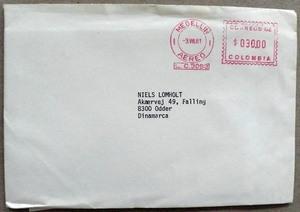 MEDELLIN
AEREO
CORREOS DE
$ 030.00
COLOMBIA
NIELS LOMHOLT
Akærvej 49, Falling
8300 Odder
Dinamarca